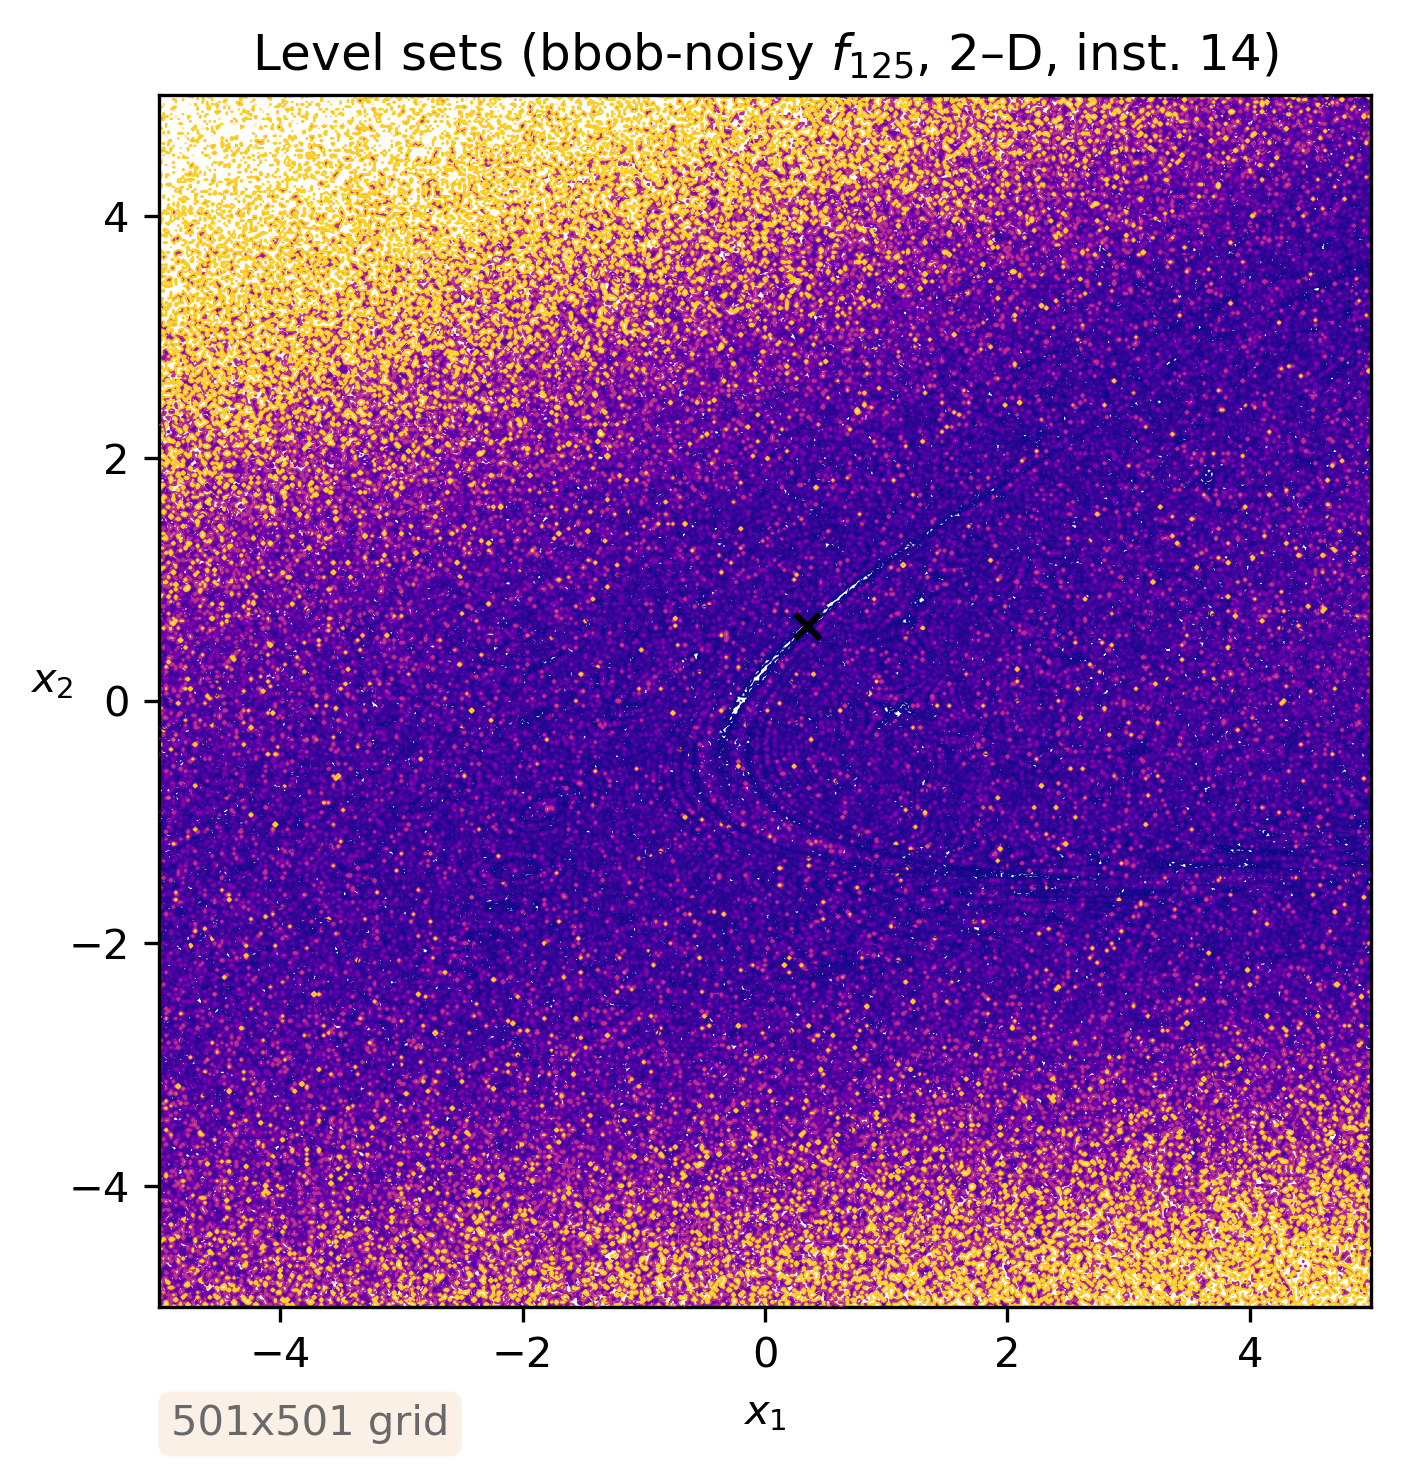 Level sets (bbob-noisy f₁₂₅, 2–D, inst. 14)
4
2
x₂ 0
−2
−4
−4 −2 0 2 4
x₁
501x501 grid